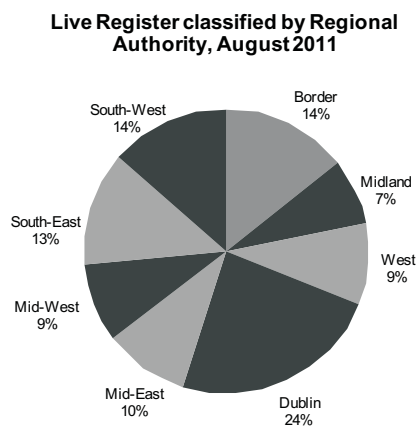 Live Register classified by Regional
Authority, August 2011
Border
14%
Midland
7%
West
9%
Dublin
24%
Mid-East
10%
Mid-West
9%
South-East
13%
South-West
14%